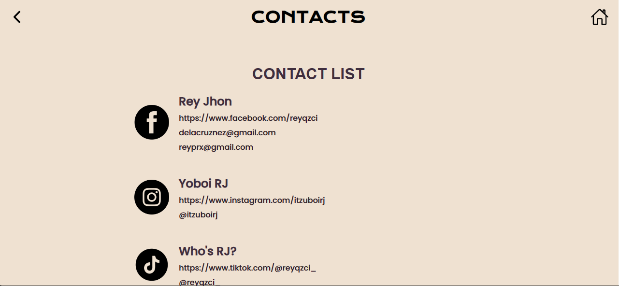 CONTACTS
CONTACT LIST
Rey Jhon
https://www.facebook.com/reyqzci
delacruznez@gmail.com
reyprx@gmail.com
Yoboi RJ
https://www.instagram.com/itzuboirj
@itzuboirj
Who's RJ?
https://www.tiktok.com/@reyqzci_
@reyqzci_